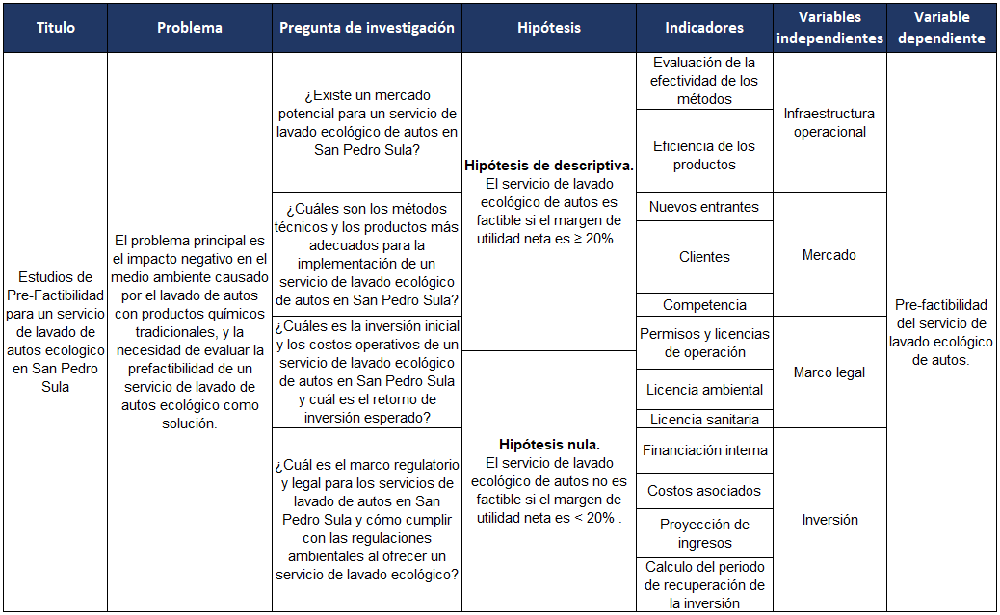 Titulo
Problema
Pregunta de investigación
Hipótesis
Indicadores
Variables
independientes
Variable
dependiente
Estudios de
Pre-Factibilidad
para un servicio
de lavado de
autos ecologico
en San Pedro
Sula
El problema principal es
el impacto negativo en el
medio ambiente causado
por el lavado de autos
con productos químicos
tradicionales, y la
necesidad de evaluar la
prefactibilidad de un
servicio de lavado de
autos ecológico como
solución.
¿Existe un mercado
potencial para un servicio de
lavado ecológico de autos en
San Pedro Sula?
¿Cuáles son los métodos
técnicos y los productos más
adecuados para la
implementación de un
servicio de lavado ecológico
de autos en San Pedro Sula?
¿Cuáles es la inversión inicial
y los costos operativos de un
servicio de lavado ecológico
de autos en San Pedro Sula
y cuál es el retorno de
inversión esperado?
¿Cuál es el marco regulatorio
y legal para los servicios de
lavado de autos en San
Pedro Sula y cómo cumplir
con las regulaciones
ambientales al ofrecer un
servicio de lavado ecológico?
Hipótesis de descriptiva.
El servicio de lavado
ecológico de autos es
factible si el margen de
utilidad neta es ≥ 20% .
Hipótesis nula.
El servicio de lavado
ecológico de autos no es
factible si el margen de
utilidad neta es < 20% .
Evaluación de la
efectividad de los
métodos
Eficiencia de los
productos
Nuevos entrantes
Clientes
Competencia
Permisos y licencias
de operación
Licencia ambiental
Licencia sanitaria
Financiación interna
Costos asociados
Proyección de
ingresos
Calculo del periodo
de recuperación de
la inversión
Infraestructura
operacional
Mercado
Marco legal
Inversión
Pre-factibilidad
del servicio de
lavado ecológico
de autos.